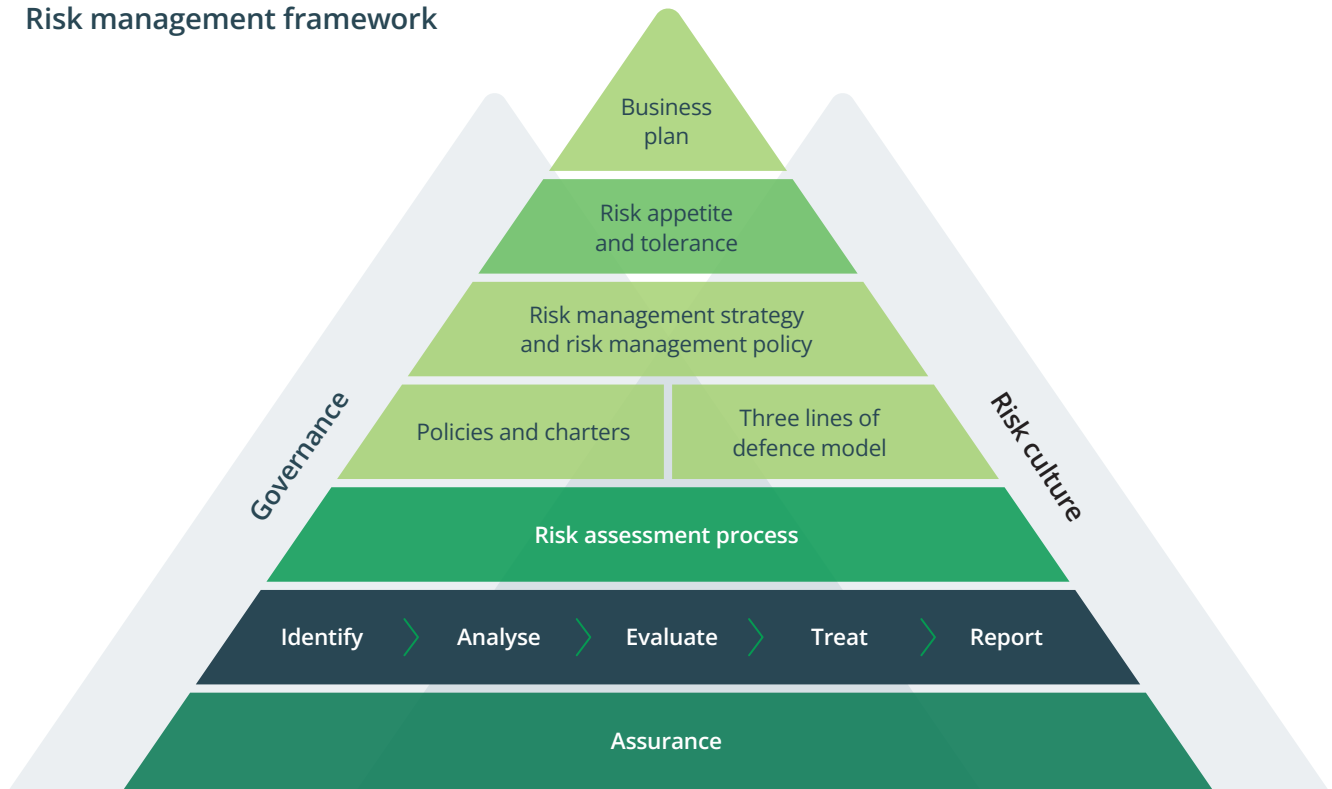 Risk management framework
Business
plan
Risk appetite
and tolerance
Risk management strategy
and risk management policy
Governance
Policies and charters
Three lines of
defence model
Risk culture
Risk assessment process
Identify
Analyse
Evaluate
Treat
Report
Assurance